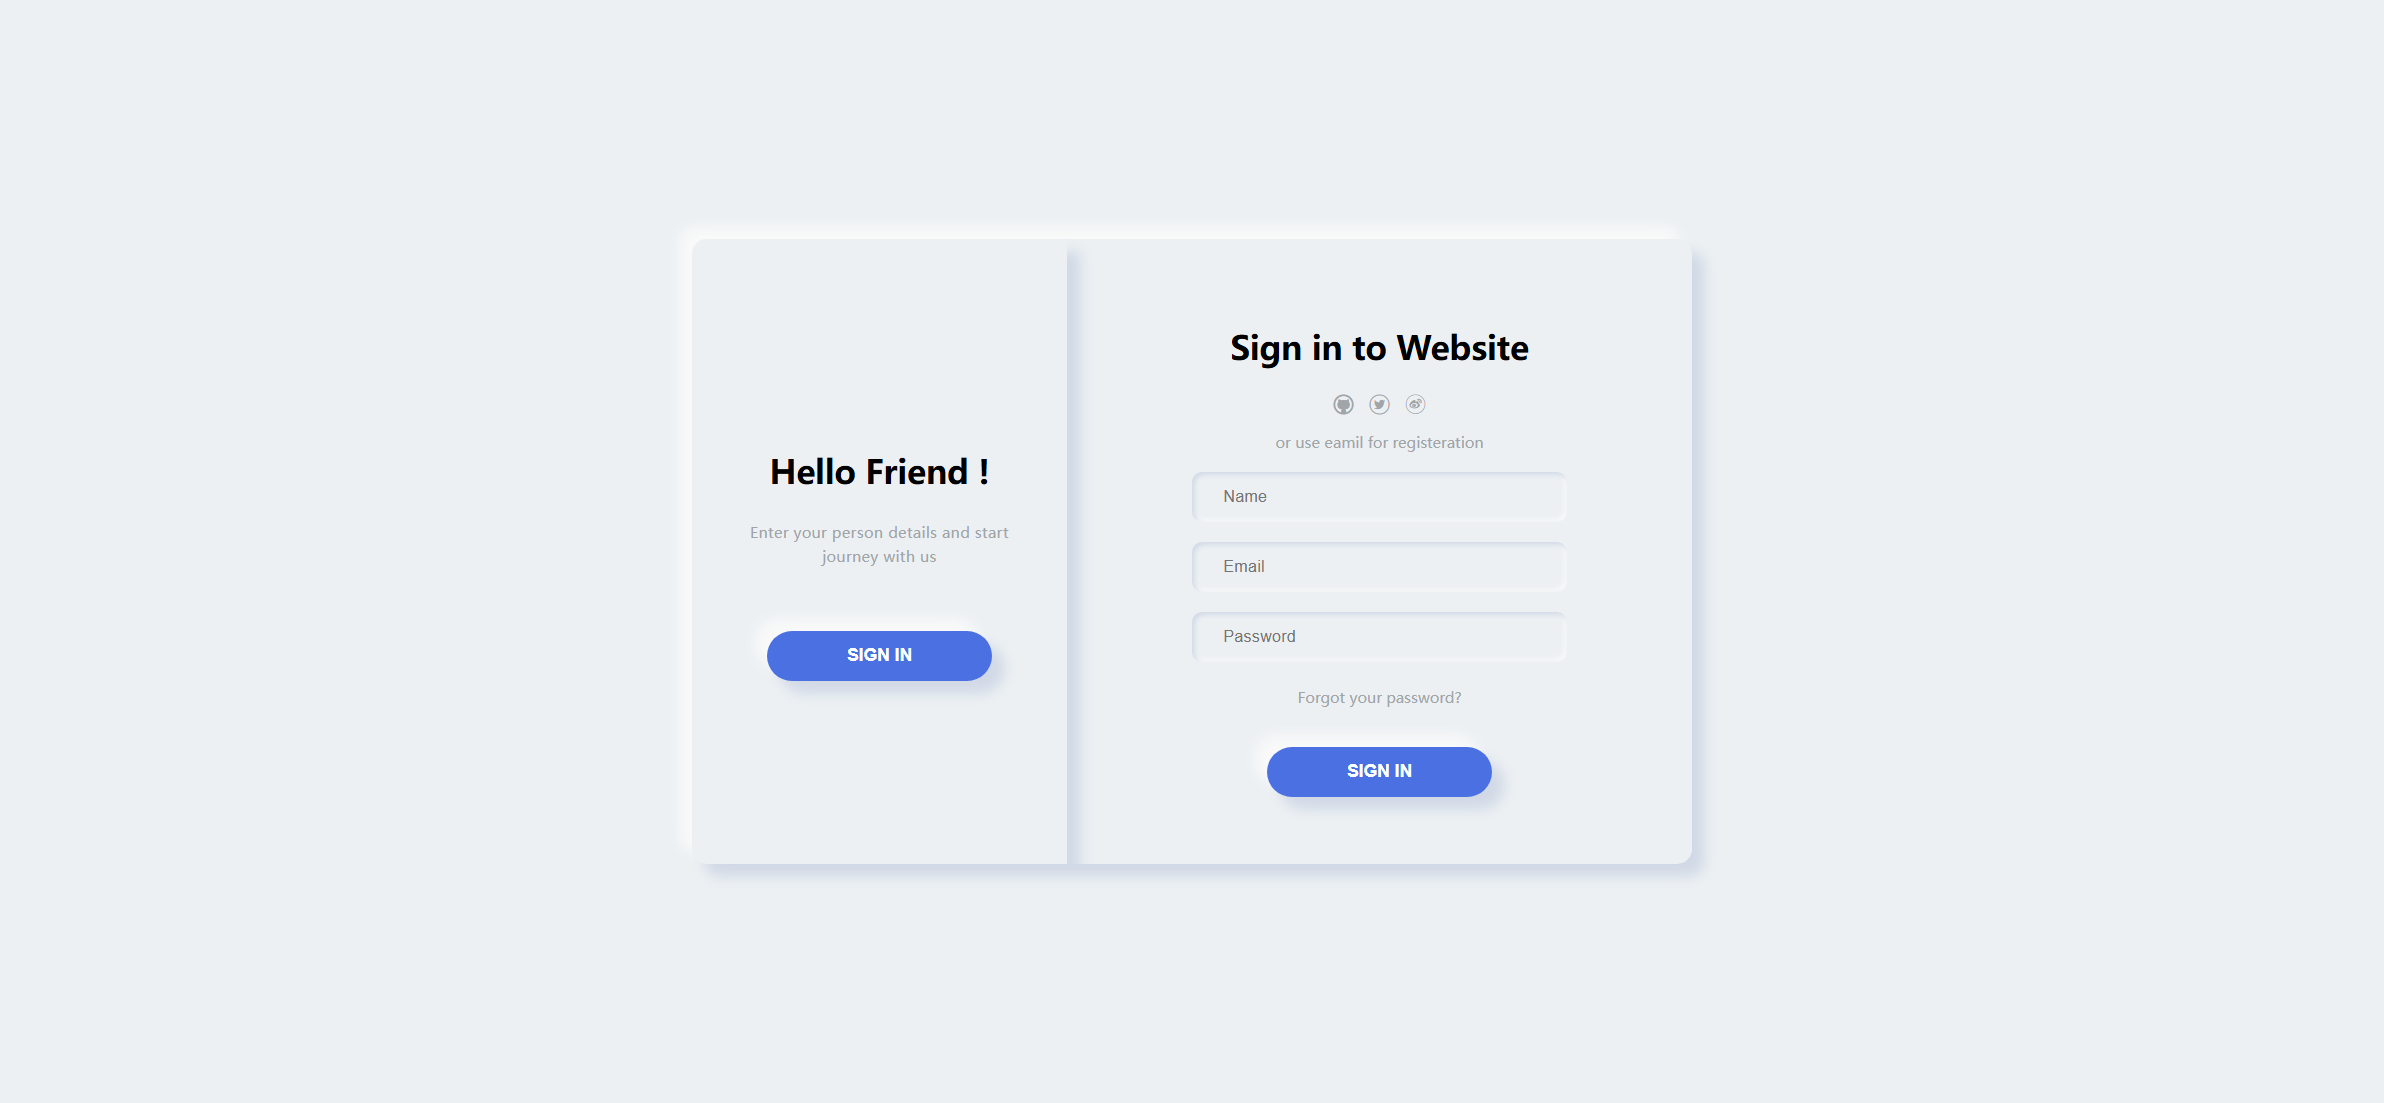 Hello Friend !
Enter your person details and start
journey with us
SIGN IN
Sign in to Website
or use eamil for registeration
Name
Email
Password
Forgot your password?
SIGN IN